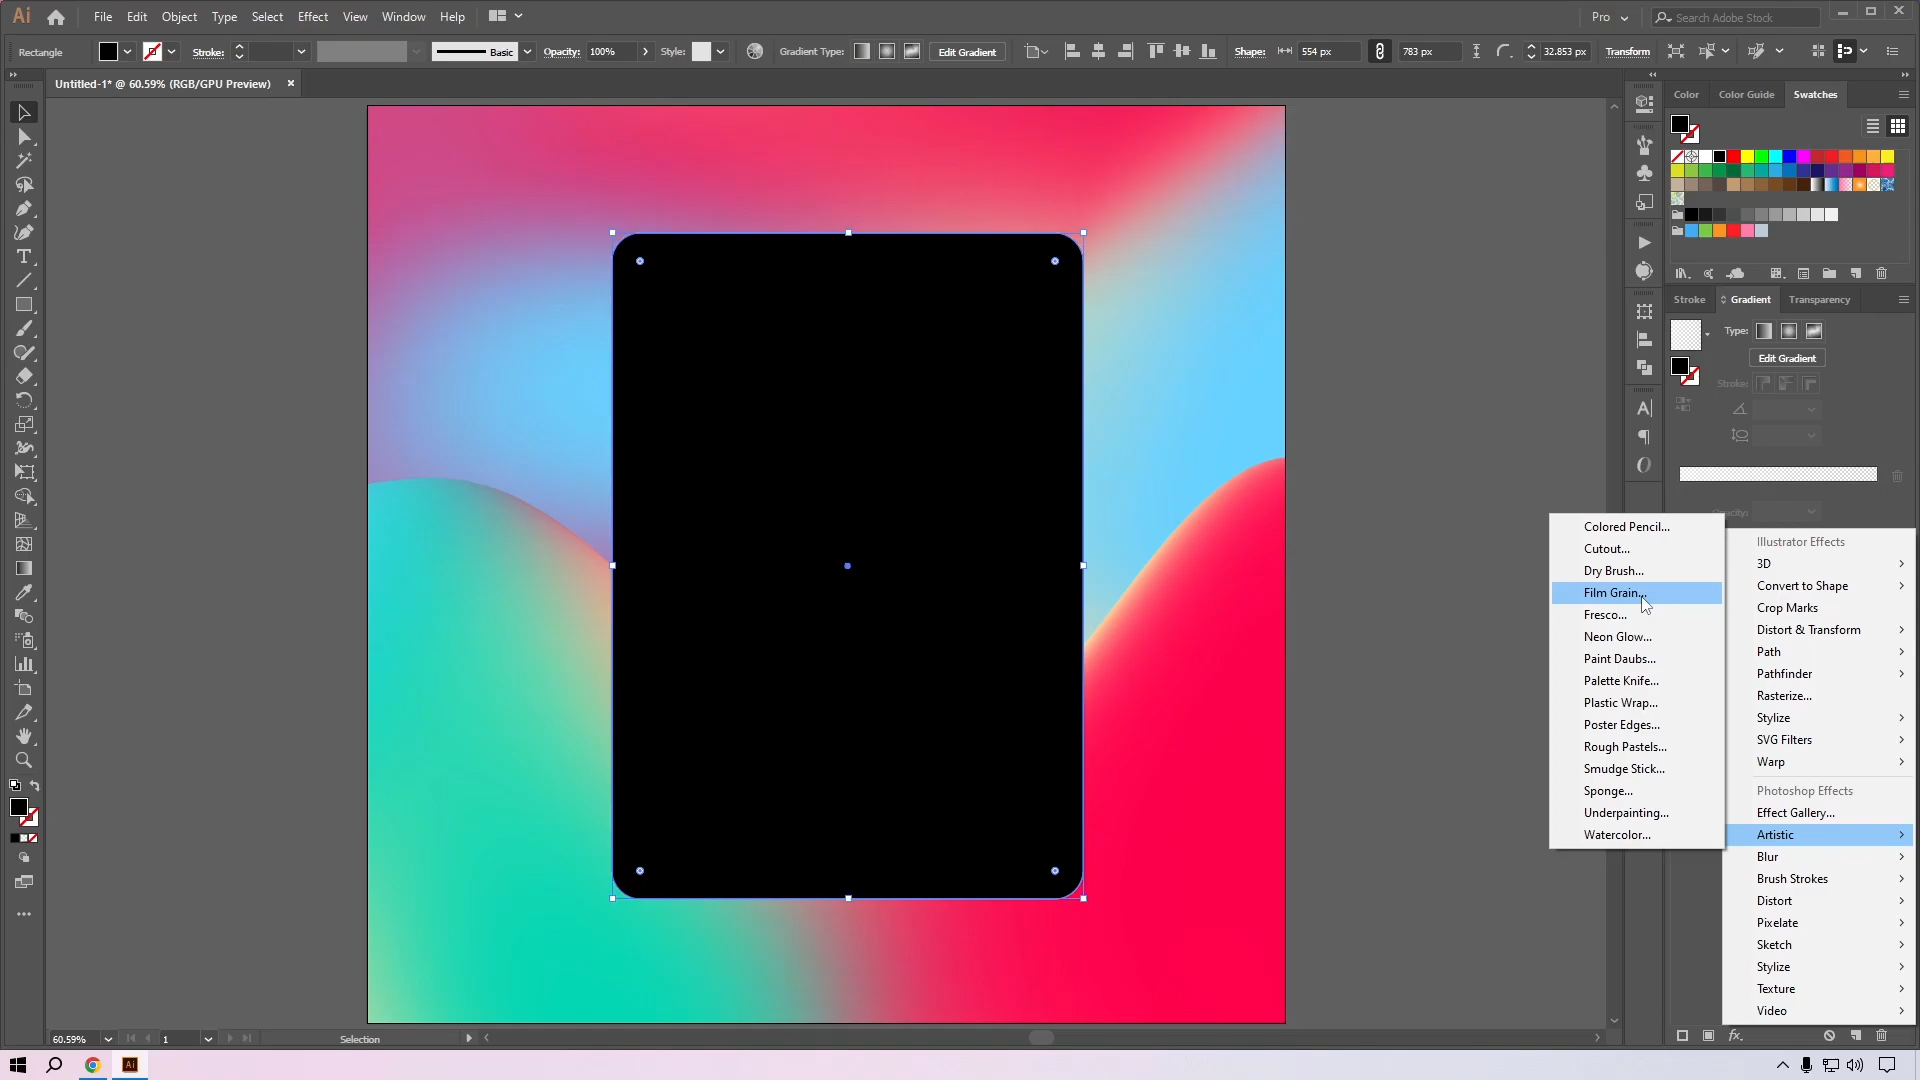 Ai File Edit Object Type Select Effect View Window Help Pro Search Adobe Stock
Rectangle Stroke: Basic Opacity: 100% Style: Gradient Type: Edit Gradient Shape: 554 px 783 px 32.853 px Transform
Untitled-1* @ 60.59% (RGB/GPU Preview) ×
Color Color Guide Swatches
Stroke Gradient Transparency
Type:
Edit Gradient
Stroke:
Opacity:
Colored Pencil...
Cutout...
Dry Brush...
Film Grain...
Fresco...
Neon Glow...
Paint Daubs...
Palette Knife...
Plastic Wrap...
Poster Edges...
Rough Pastels...
Smudge Stick...
Sponge...
Underpainting...
Watercolor...
Illustrator Effects
3D
Convert to Shape
Crop Marks
Distort & Transform
Path
Pathfinder
Rasterize...
Stylize
SVG Filters
Warp
Photoshop Effects
Effect Gallery...
Artistic
Blur
Brush Strokes
Distort
Pixelate
Sketch
Stylize
Texture
Video
60.59% 1 Selection
fx
Ai